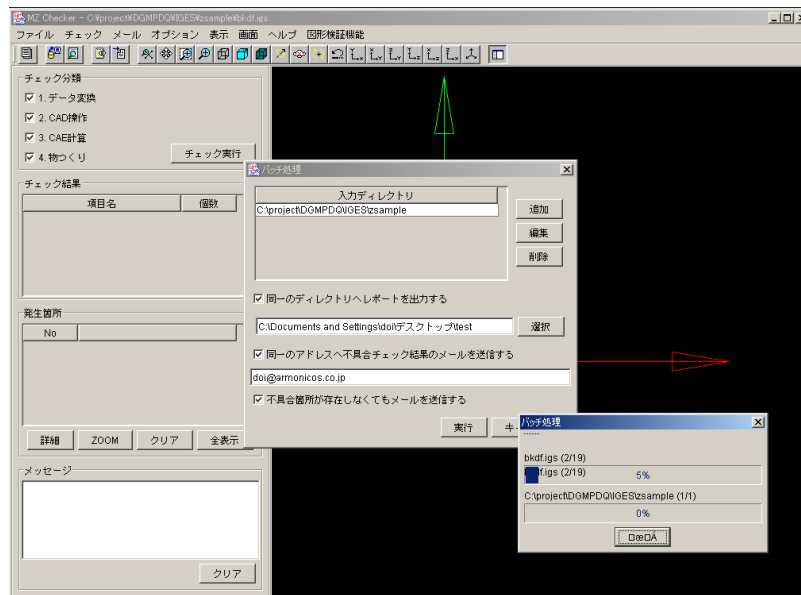 MZ Checker - C:¥project¥DGMPDQ¥IGES¥zsample¥bkdf.igs
ファイル チェック メール オプション 表示 画面 ヘルプ 図形検証機能
チェック分類
1. データ変換
2. CAD操作
3. CAE計算
4. 物つくり
チェック実行
チェック結果
項目名 個数
発生箇所
No
詳細 ZOOM クリア 全表示
メッセージ
クリア
バッチ処理
入力ディレクトリ
C:\project\DGMPDQ\IGES\zsample
追加
編集
削除
同一のディレクトリへレポートを出力する
C:\Documents and Settings\doi\デスクトップ\test
選択
同一のアドレスへ不具合チェック結果のメールを送信する
doi@armonicos.co.jp
不具合箇所が存在しなくてもメールを送信する
実行 キ
バッチ処理
------
bkdf.igs (2/19)
f.igs (2/19) 5%
C:\project\DGMPDQ\IGES\zsample (1/1)
0%
□æ□Á